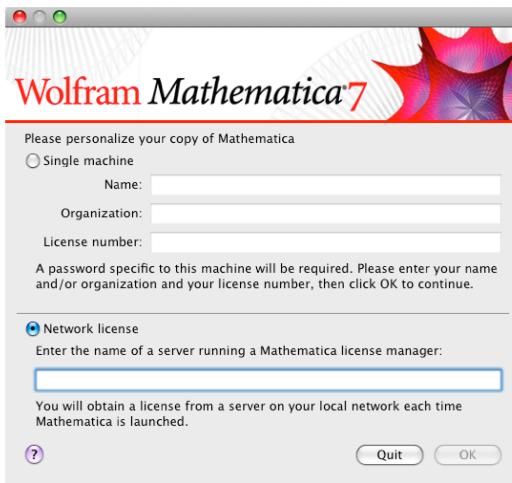 Wolfram Mathematica 7
Please personalize your copy of Mathematica
Single machine
Name:
Organization:
License number:
A password specific to this machine will be required. Please enter your name
and/or organization and your license number, then click OK to continue.
Network license
Enter the name of a server running a Mathematica license manager:
You will obtain a license from a server on your local network each time
Mathematica is launched.
? Quit OK